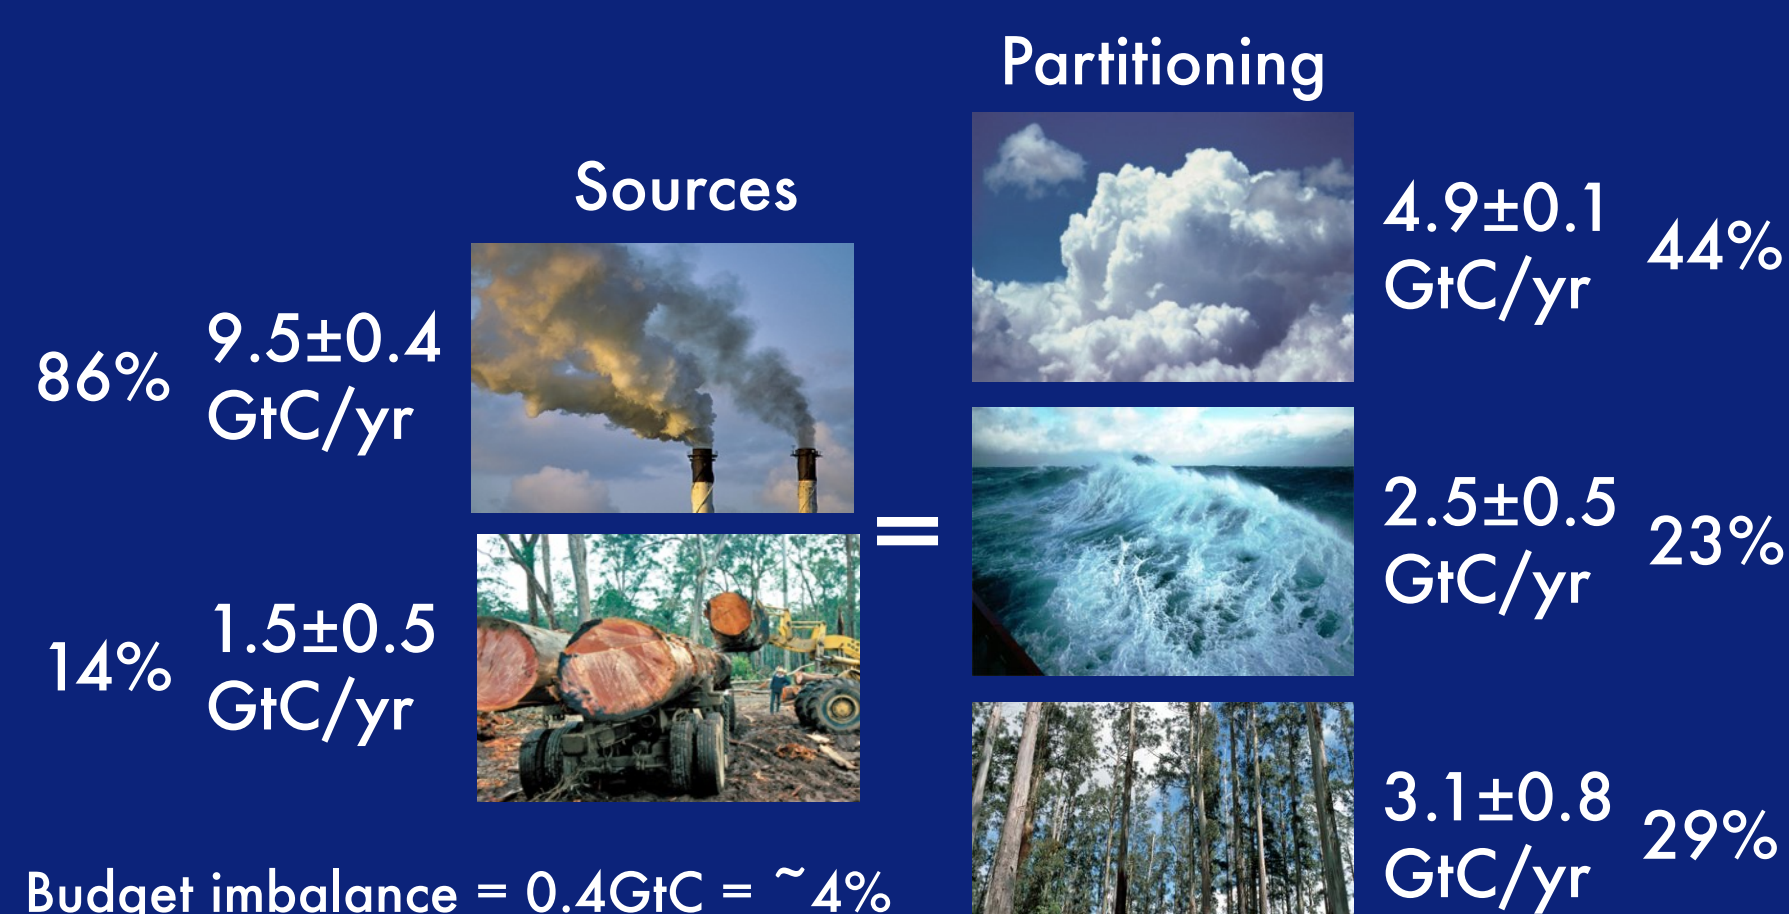 Partitioning
Sources
86%
9.5±0.4
GtC/yr
14%
1.5±0.5
GtC/yr
=
4.9±0.1
GtC/yr
44%
2.5±0.5
GtC/yr
23%
3.1±0.8
GtC/yr
29%
Budget imbalance = 0.4GtC = ~4%